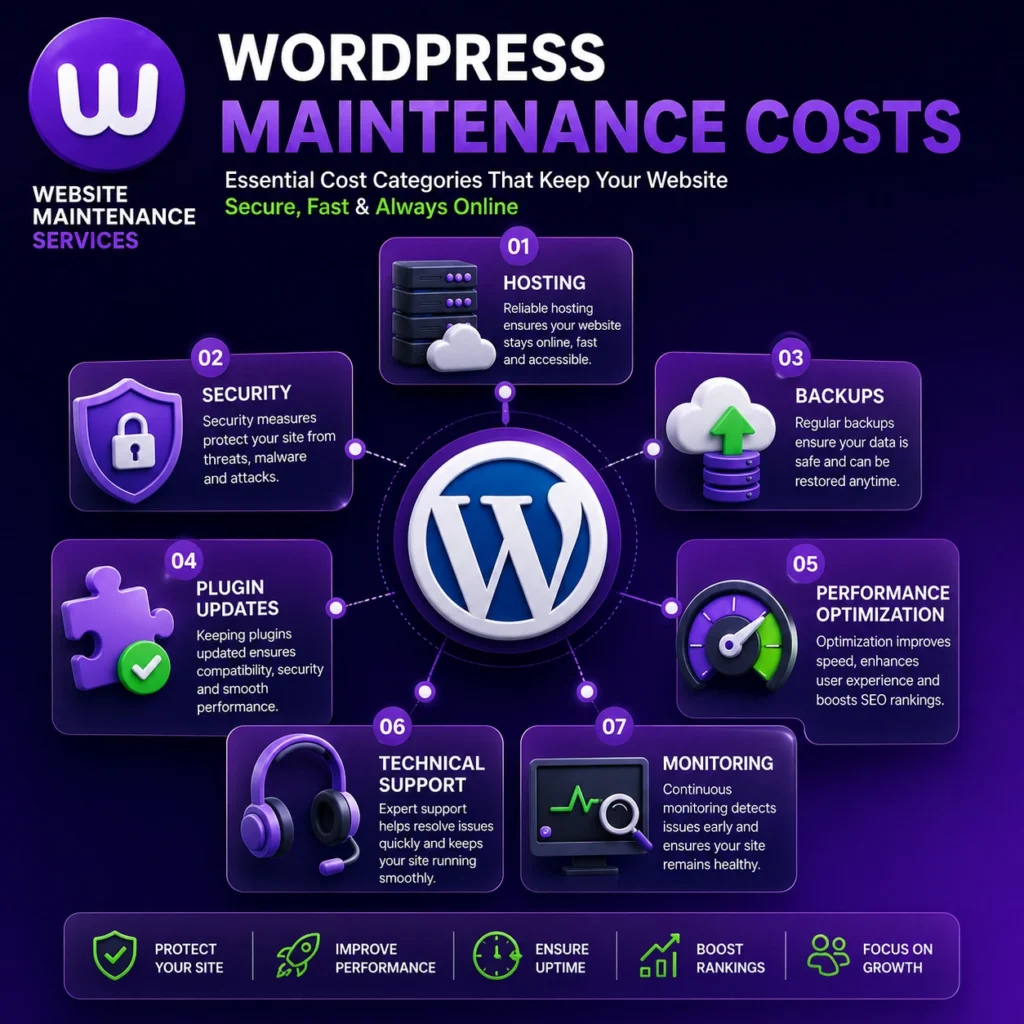 W
WEBSITE
MAINTENANCE
SERVICES
WORDPRESS
MAINTENANCE COSTS
Essential Cost Categories That Keep Your Website
Secure, Fast & Always Online
01
HOSTING
Reliable hosting
ensures your website
stays online, fast
and accessible.
02
SECURITY
Security measures
protect your site from
threats, malware
and attacks.
03
BACKUPS
Regular backups
ensure your data is
safe and can be
restored anytime.
W
04
PLUGIN
UPDATES
Keeping plugins
updated ensures
compatibility, security
and smooth
performance.
05
PERFORMANCE
OPTIMIZATION
Optimization improves
speed, enhances
user experience and
boosts SEO rankings.
06
TECHNICAL
SUPPORT
Expert support
helps resolve issues
quickly and keeps
your site running
smoothly.
07
MONITORING
Continuous
monitoring detects
issues early and
ensures your site
remains healthy.
PROTECT
YOUR SITE
IMPROVE
PERFORMANCE
ENSURE
UPTIME
BOOST
RANKINGS
FOCUS ON
GROWTH